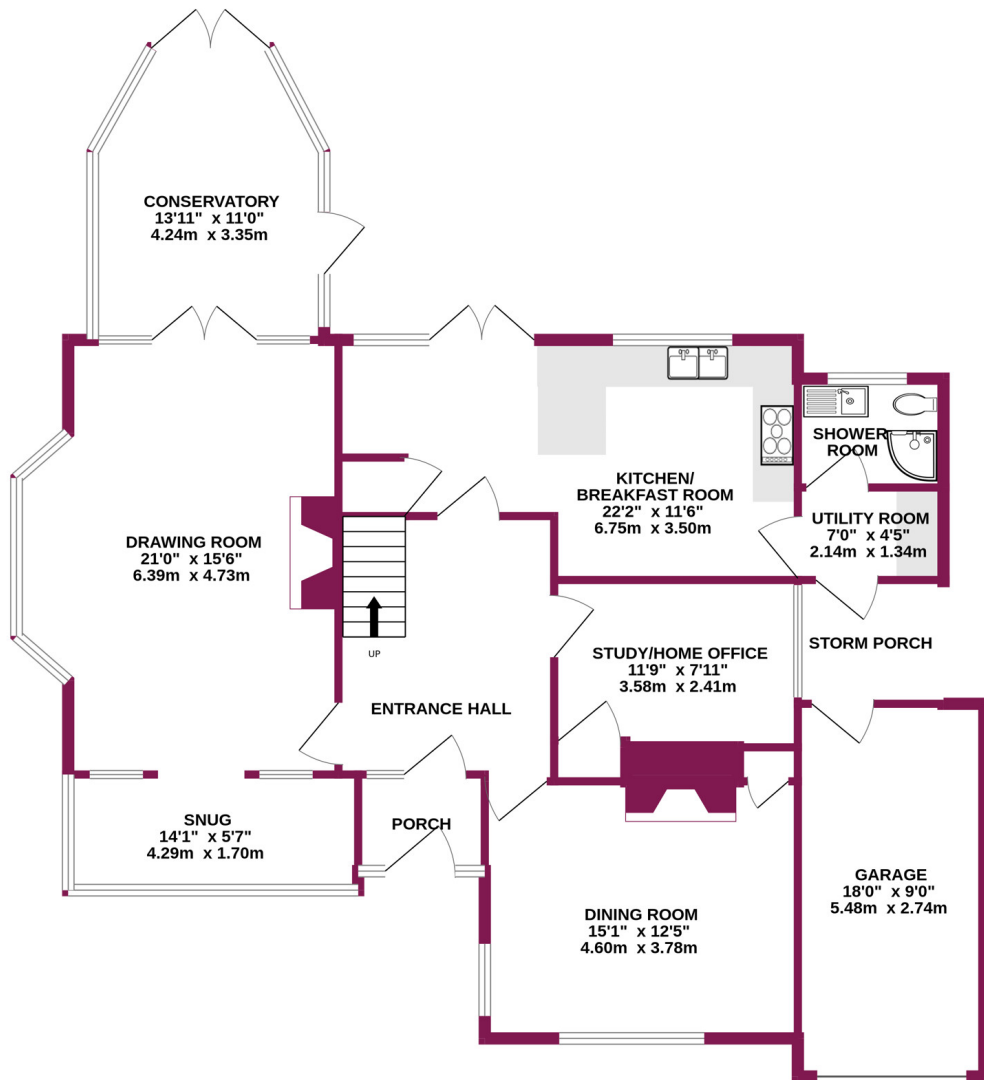 CONSERVATORY
13'11" x 11'0"
4.24m x 3.35m
KITCHEN/
BREAKFAST ROOM
22'2" x 11'6"
6.75m x 3.50m
SHOWER
ROOM
UTILITY ROOM
7'0" x 4'5"
2.14m x 1.34m
DRAWING ROOM
21'0" x 15'6"
6.39m x 4.73m
UP
STUDY/HOME OFFICE
11'9" x 7'11"
3.58m x 2.41m
STORM PORCH
ENTRANCE HALL
SNUG
14'1" x 5'7"
4.29m x 1.70m
PORCH
DINING ROOM
15'1" x 12'5"
4.60m x 3.78m
GARAGE
18'0" x 9'0"
5.48m x 2.74m